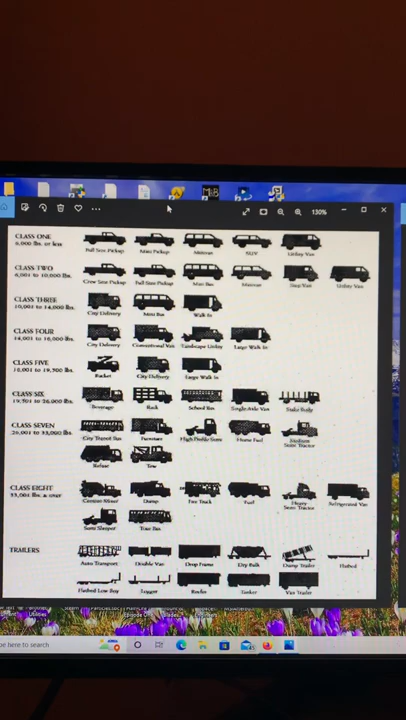 130%
CLASS ONE
6,000 lbs. or less
Full Size Pickup Mini Pickup Minivan SUV Utility Van
CLASS TWO
6,001 to 10,000 lbs.
Crew Size Pickup Full Size Pickup Mini Bus Minivan Step Van Utility Van
CLASS THREE
10,001 to 14,000 lbs.
City Delivery Mini Bus Walk In
CLASS FOUR
14,001 to 16,000 lbs.
City Delivery Conventional Van Landscape Utility Large Walk In
CLASS FIVE
16,001 to 19,500 lbs.
Bucket City Delivery Large Walk In
CLASS SIX
19,501 to 26,000 lbs.
Beverage Rack School Bus Single Axle Van Stake Body
CLASS SEVEN
26,001 to 33,000 lbs.
City Transit Bus Furniture High Profile Semi Home Fuel Medium Semi Tractor
Refuse Tow
CLASS EIGHT
33,001 lbs. & over
Cement Mixer Dump Fire Truck Fuel Heavy Semi Tractor Refrigerated Van
Semi Sleeper Tour Bus
TRAILERS
Auto Transport Double Van Drop Frame Dry Bulk Dump Trailer Flatbed
Flatbed Low Boy Logger Reefer Tanker Van Trailer
here to search